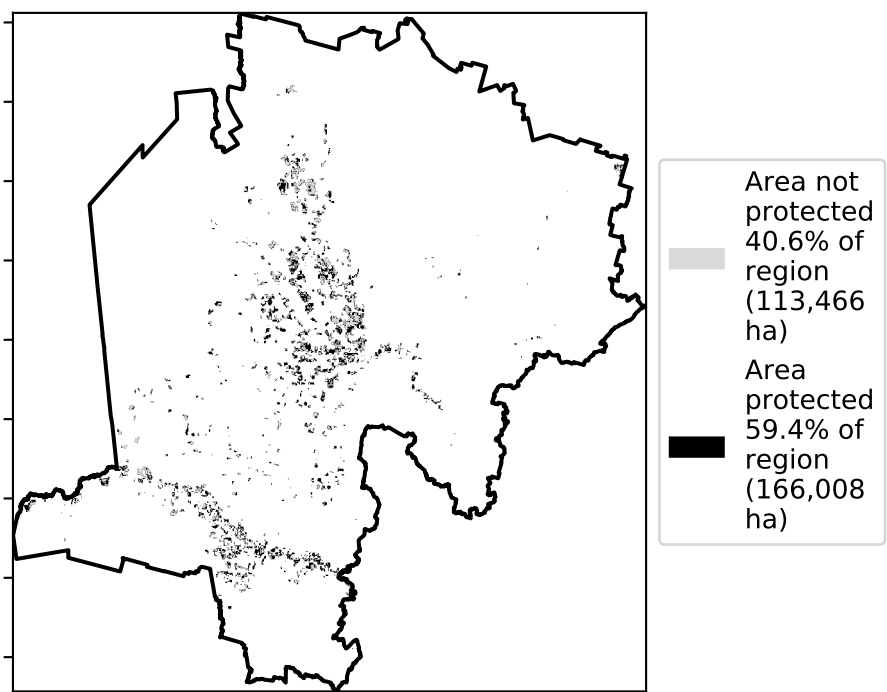 Area not
protected
40.6% of
region
(113,466
ha)
Area
protected
59.4% of
region
(166,008
ha)